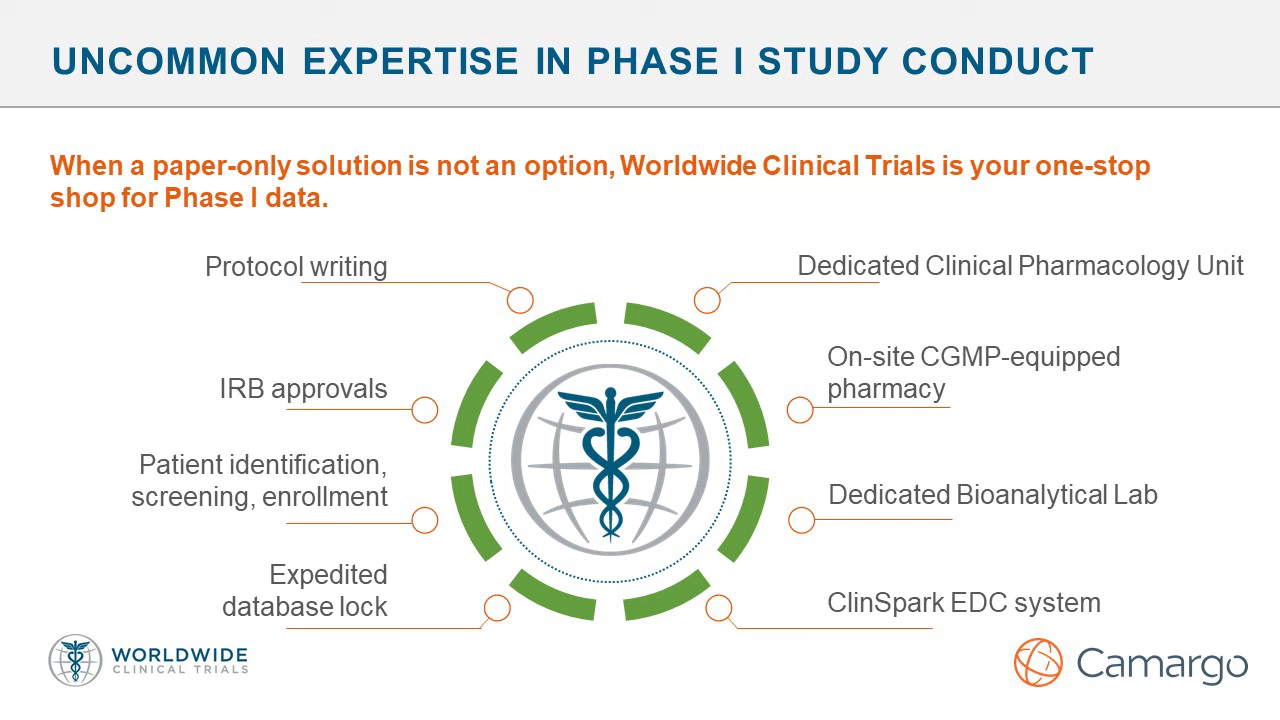 UNCOMMON EXPERTISE IN PHASE I STUDY CONDUCT
When a paper-only solution is not an option, Worldwide Clinical Trials is your one-stop
shop for Phase I data.
Protocol writing
IRB approvals
Patient identification,
screening, enrollment
Expedited
database lock
Dedicated Clinical Pharmacology Unit
On-site CGMP-equipped
pharmacy
Dedicated Bioanalytical Lab
ClinSpark EDC system
WORLDWIDE
CLINICAL TRIALS
Camargo